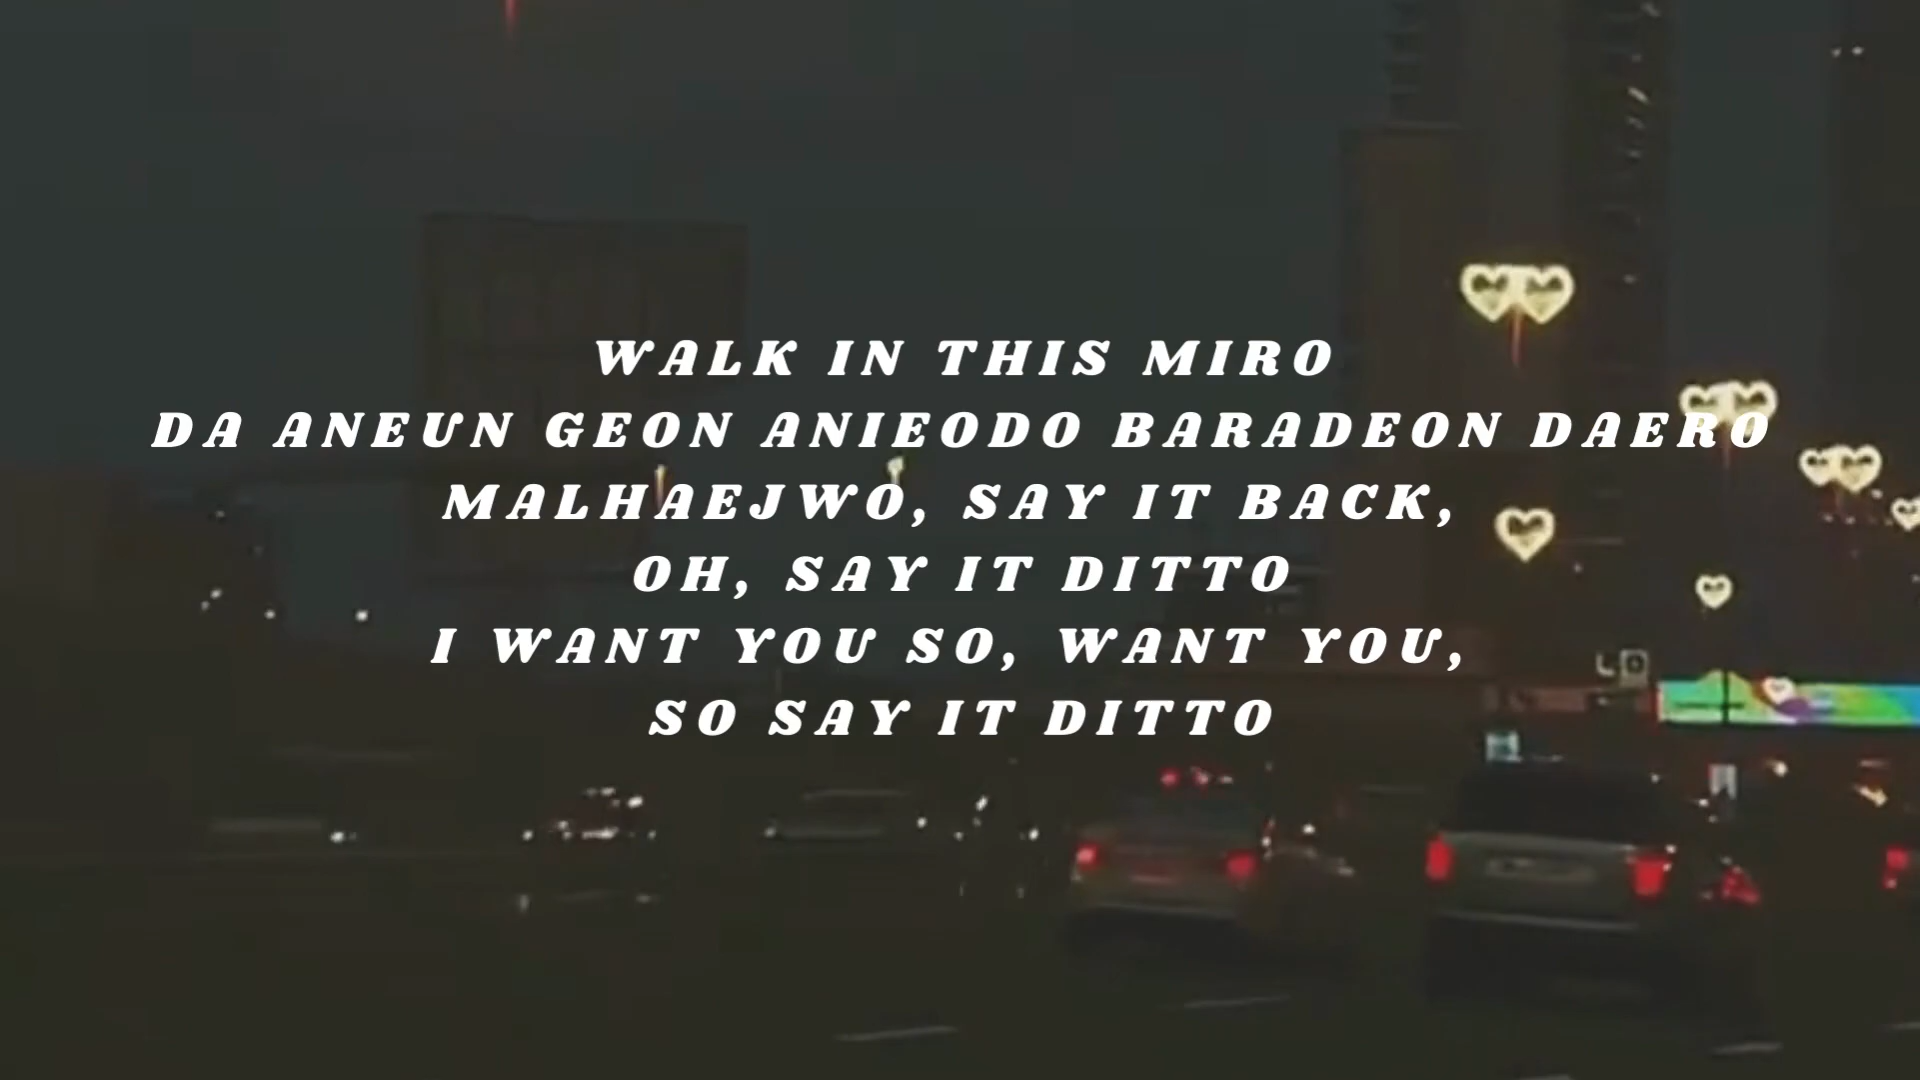 WALK IN THIS MIRO
DA ANEUN GEON ANIEODO BARADEON DAERO
MALHAEJWO, SAY IT BACK,
OH, SAY IT DITTO
I WANT YOU SO, WANT YOU,
SO SAY IT DITTO